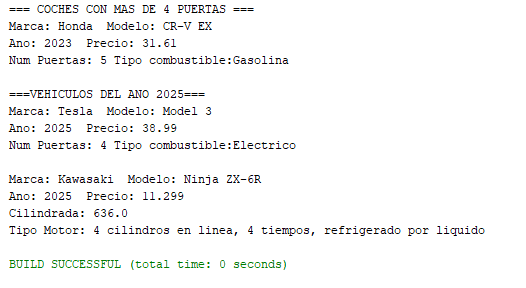 === COCHES CON MAS DE 4 PUERTAS ===
Marca: Honda  Modelo: CR-V EX
Ano: 2023  Precio: 31.61
Num Puertas: 5 Tipo combustible:Gasolina

===VEHICULOS DEL ANO 2025===
Marca: Tesla  Modelo: Model 3
Ano: 2025  Precio: 38.99
Num Puertas: 4 Tipo combustible:Electrico

Marca: Kawasaki  Modelo: Ninja ZX-6R
Ano: 2025  Precio: 11.299
Cilindrada: 636.0
Tipo Motor: 4 cilindros en linea, 4 tiempos, refrigerado por liquido

BUILD SUCCESSFUL (total time: 0 seconds)